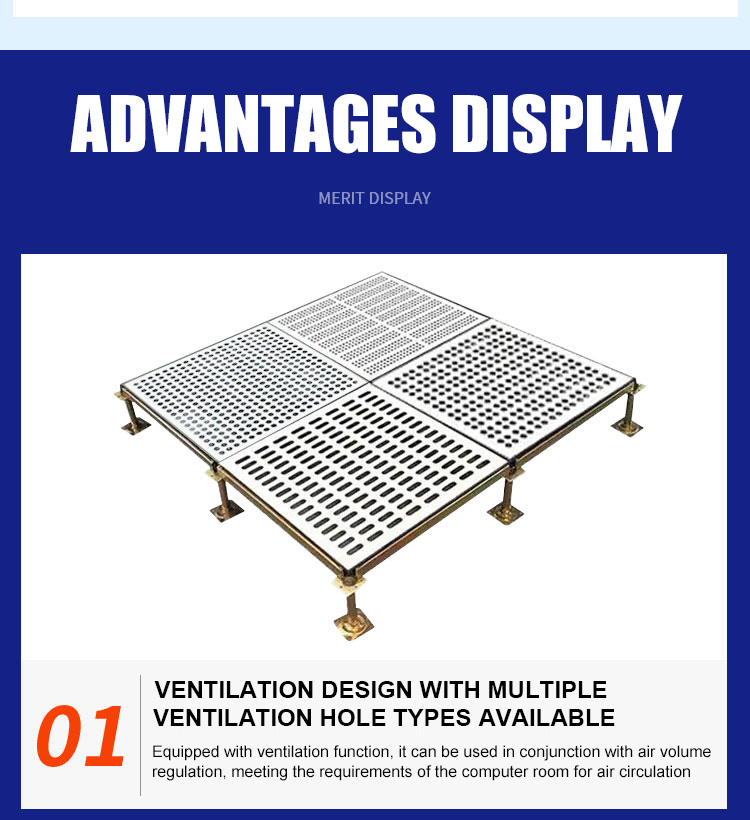 ADVANTAGES DISPLAY
MERIT DISPLAY
01
VENTILATION DESIGN WITH MULTIPLE
VENTILATION HOLE TYPES AVAILABLE
Equipped with ventilation function, it can be used in conjunction with air volume
regulation, meeting the requirements of the computer room for air circulation